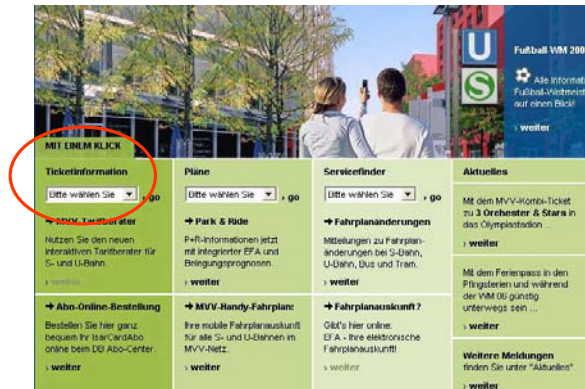 U
S
Fußball-WM 200
Alle Informat
Fußball-Weltmeist
auf einen Blick!
› weiter
MIT EINEM KLICK
Ticketinformation
Bitte wählen Sie
› go
➔ MVV-Tarifberater
Nutzen Sie den neuen
interaktiven Tarifberater für
S- und U-Bahn.
› weiter
➔ Abo-Online-Bestellung
Bestellen Sie hier ganz
bequem Ihr IsarCardAbo
online beim DB Abo-Center.
› weiter
Pläne
Bitte wählen Sie
› go
➔ Park & Ride
P+R-Informationen jetzt
mit integrierter EFA und
Belegungsprognosen.
› weiter
➔ MVV-Handy-Fahrplan:
Ihre mobile Fahrplanauskunft
für alle S- und U-Bahnen im
MVV-Netz.
› weiter
Servicefinder
Bitte wählen Sie
› go
➔ Fahrplanänderungen
Mitteilungen zu Fahrplan-
änderungen bei S-Bahn,
U-Bahn, Bus und Tram.
› weiter
➔ Fahrplanauskunft?
Gibt's hier online.
EFA - Ihre elektronische
Fahrplanauskunft!
› weiter
Aktuelles
Mit dem MVV-Kombi-Ticket
zu 3 Orchester & Stars in
das Olympiastadion ...
› weiter
Mit dem Ferienpass in den
Pfingsterien und während
der WM 06 günstig
unterwegs sein ...
› weiter
Weitere Meldungen
finden Sie unter "Aktuelles"
› weiter